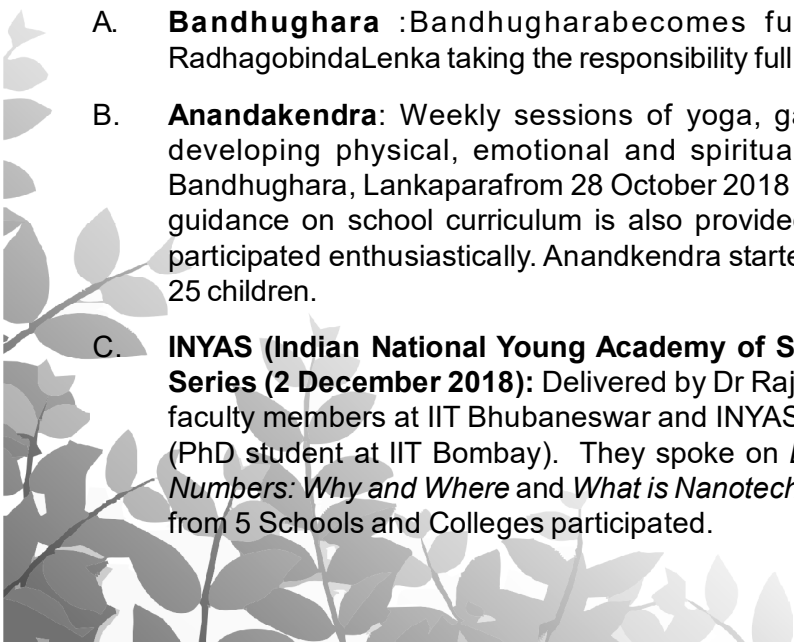 A. Bandhughara :Bandhugharabecomes fu
RadhagobindaLenka taking the responsibility full
B. Anandakendra: Weekly sessions of yoga, ga
developing physical, emotional and spiritua
Bandhughara, Lankaparafrom 28 October 2018
guidance on school curriculum is also provide
participated enthusiastically. Anandkendra starte
25 children.
C. INYAS (Indian National Young Academy of S
Series (2 December 2018): Delivered by Dr Raj
faculty members at IIT Bhubaneswar and INYAS
(PhD student at IIT Bombay). They spoke on
Numbers: Why and Where and What is Nanotech
from 5 Schools and Colleges participated.